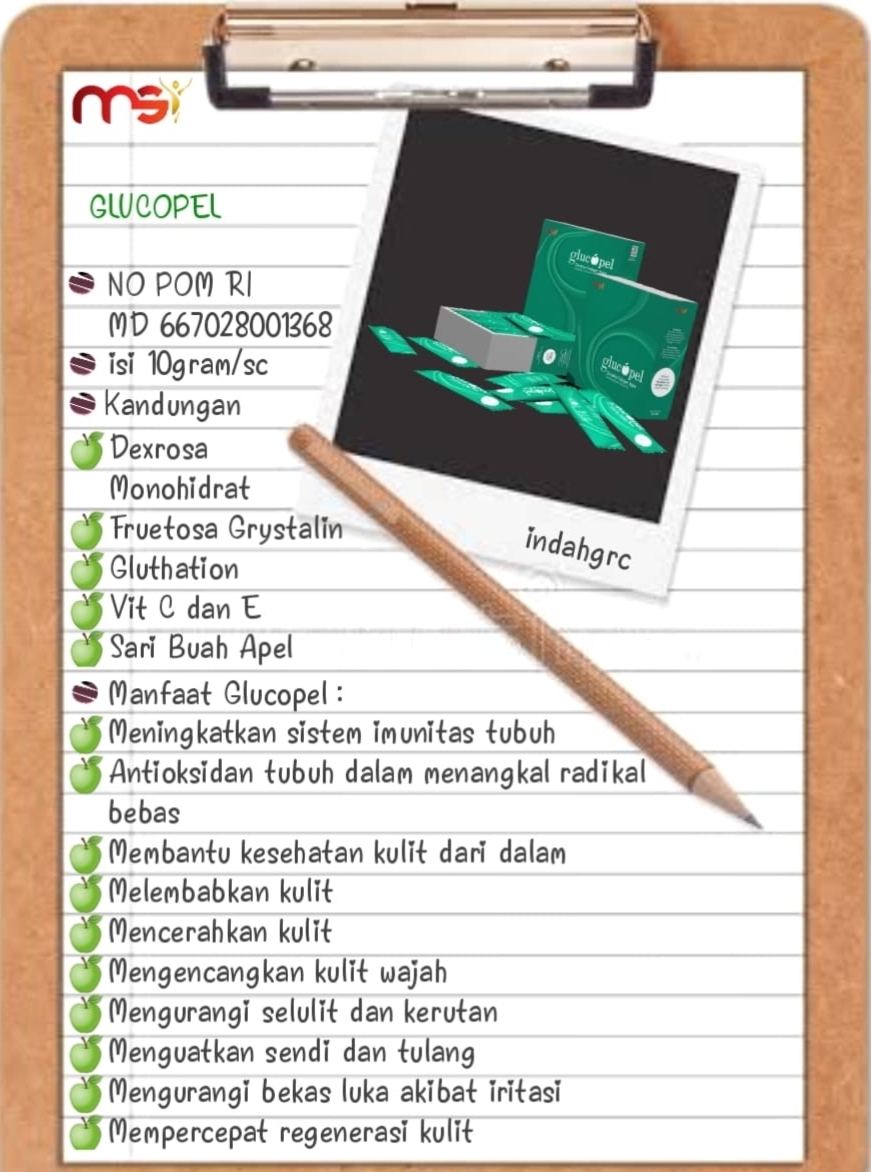 msi
GLUCOPEL
NO POM RI
MD 667028001368
isi 10gram/sc
Kandungan
Dexrosa
Monohidrat
Fruetosa Grystalin
Gluthation
Vit C dan E
Sari Buah Apel
glucopel
glucopel
indahgrc
Manfaat Glucopel :
Meningkatkan sistem imunitas tubuh
Antioksidan tubuh dalam menangkal radikal
bebas
Membantu kesehatan kulit dari dalam
Melembabkan kulit
Mencerahkan kulit
Mengencangkan kulit wajah
Mengurangi selulit dan kerutan
Menguatkan sendi dan tulang
Mengurangi bekas luka akibat iritasi
Mempercepat regenerasi kulit